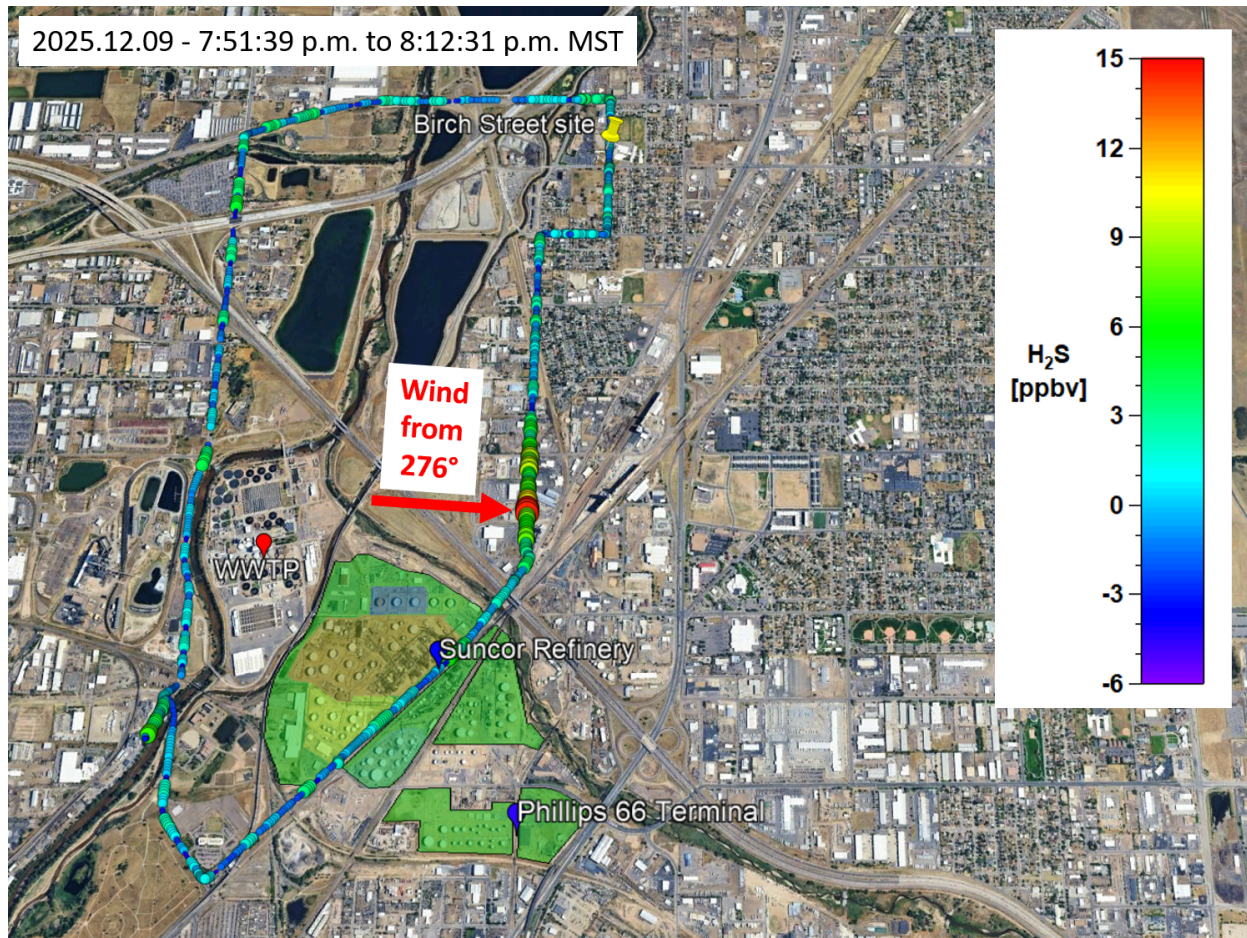 2025.12.09 - 7:51:39 p.m. to 8:12:31 p.m. MST
Birch Street site
Wind
from
276°
WWTP
Suncor Refinery
Phillips 66 Terminal
15
12
9
6
3
0
-3
-6
H₂S
[ppbv]